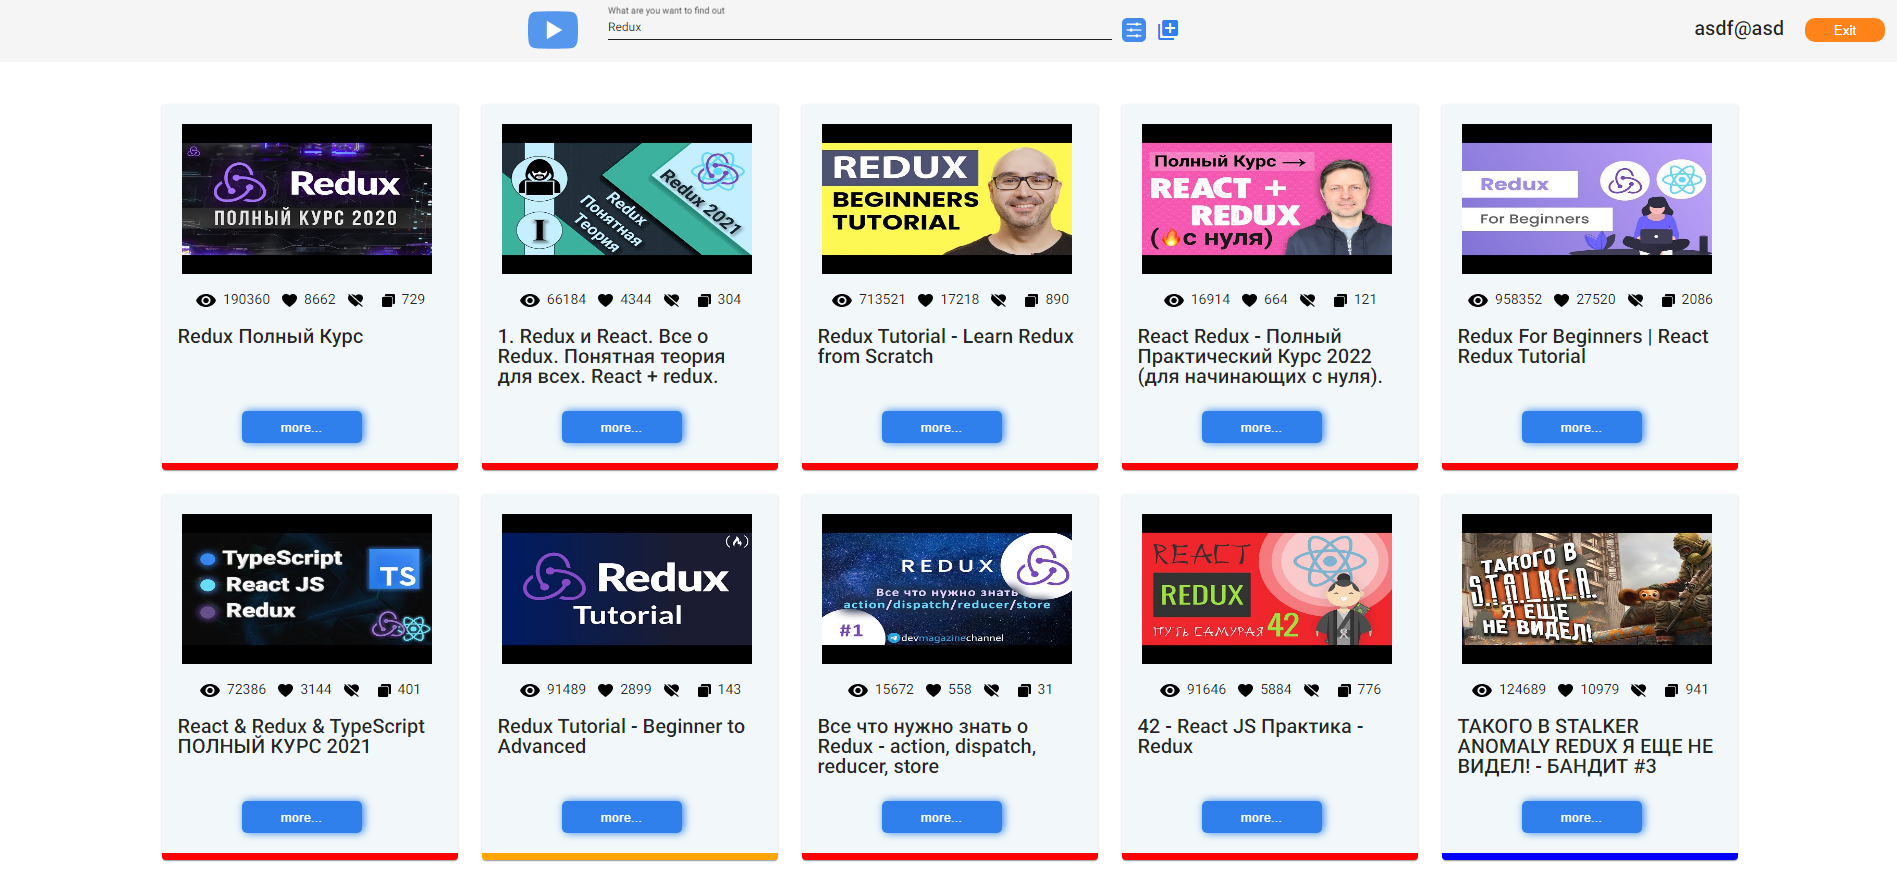 What are you want to find out
Redux
asdf@asd
Exit
Redux
ПОЛНЫЙ КУРС 2020
190360 8662 729
Redux Полный Курс
more...
Redux 2021
Redux
Понятная
Теория
I
66184 4344 304
1. Redux и React. Все о
Redux. Понятная теория
для всех. React + redux.
more...
REDUX
BEGINNERS
TUTORIAL
713521 17218 890
Redux Tutorial - Learn Redux
from Scratch
more...
Полный Курс →
REACT +
REDUX
(🔥с нуля)
16914 664 121
React Redux - Полный
Практический Курс 2022
(для начинающих с нуля).
more...
Redux
For Beginners
958352 27520 2086
Redux For Beginners | React
Redux Tutorial
more...
TypeScript
React JS
Redux
TS
72386 3144 401
React & Redux & TypeScript
ПОЛНЫЙ КУРС 2021
more...
Redux
Tutorial
91489 2899 143
Redux Tutorial - Beginner to
Advanced
more...
REDUX
Все что нужно знать
action/dispatch/reducer/store
#1
devmagazinechannel
15672 558 31
Все что нужно знать о
Redux - action, dispatch,
reducer, store
more...
REACT
REDUX
ПУТЬ САМУРАЯ 42
91646 5884 776
42 - React JS Практика -
Redux
more...
ТАКОГО В
S.T.A.L.K.E.R.
Я ЕЩЕ
НЕ ВИДЕЛ!
124689 10979 941
ТАКОГО В STALKER
ANOMALY REDUX Я ЕЩЕ НЕ
ВИДЕЛ! - БАНДИТ #3
more...